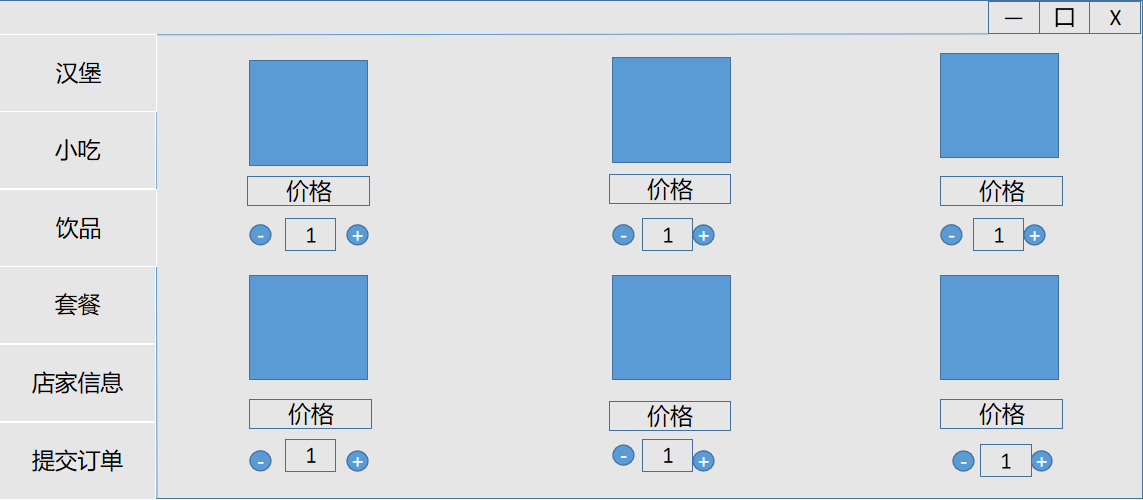 — 口 X
汉堡
小吃
饮品
套餐
店家信息
提交订单
价格 价格 价格
- 1 + - 1 + - 1 +
价格 价格 价格
- 1 + - 1 + - 1 +